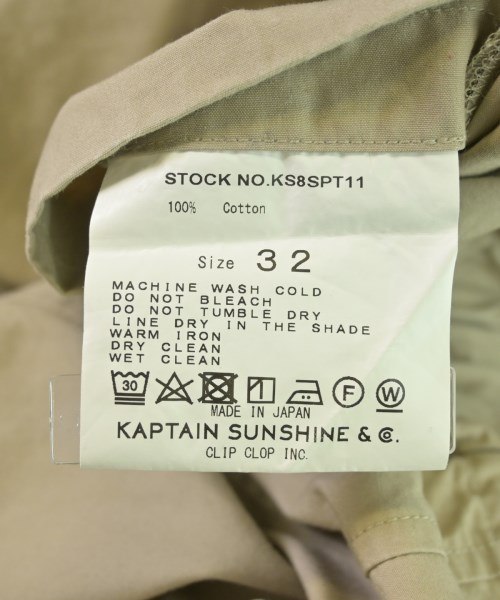 STOCK NO.KS8SPT11
100% Cotton
Size 32
MACHINE WASH COLD
DO NOT BLEACH
DO NOT TUMBLE DRY
LINE DRY IN THE SHADE
WARM IRON
DRY CLEAN
WET CLEAN
30 F W
MADE IN JAPAN
KAPTAIN SUNSHINE & Co.
CLIP CLOP INC.